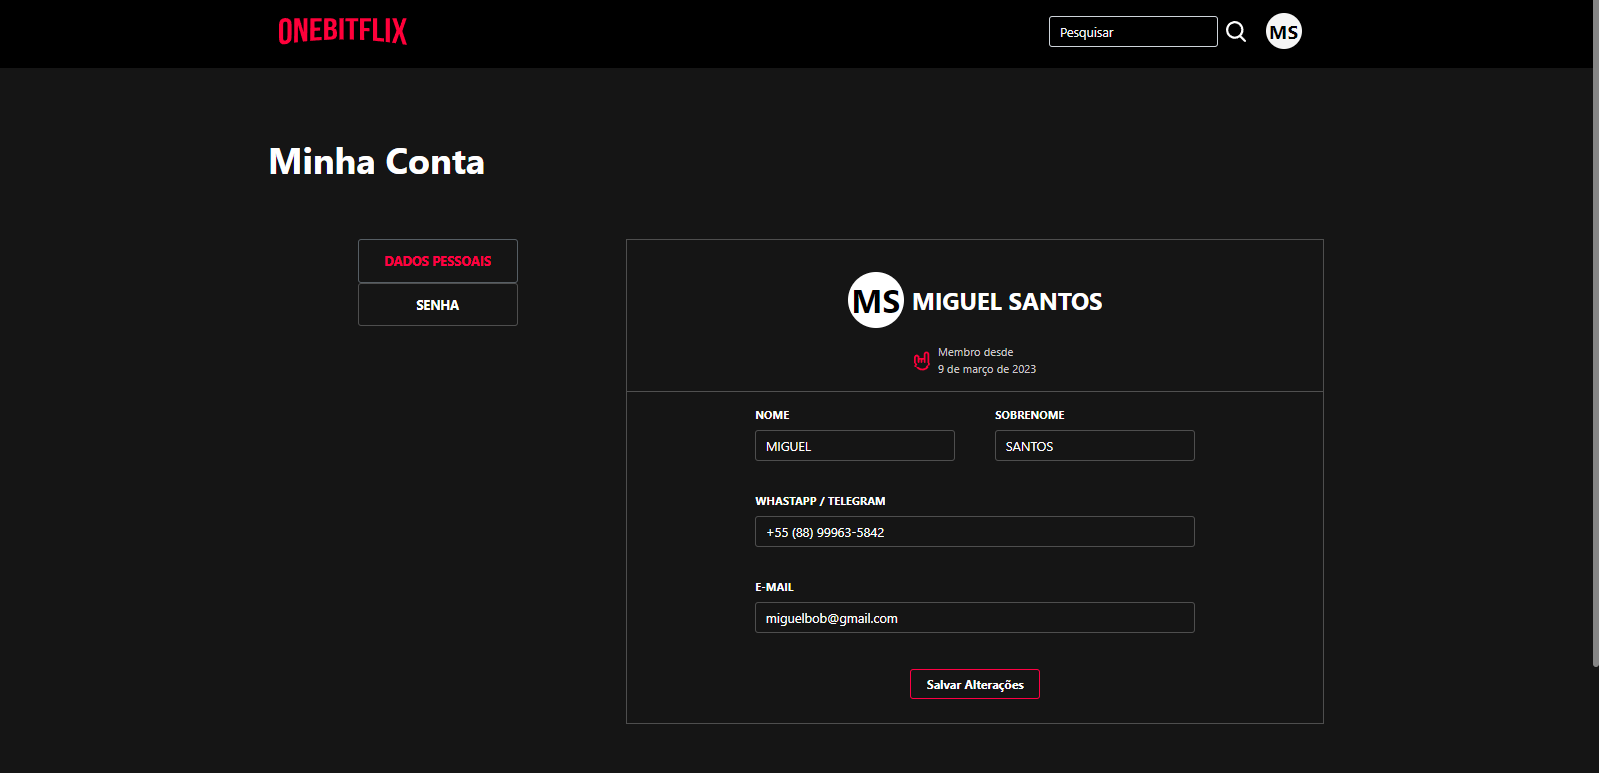 ONEBITFLIX
Pesquisar
MS
Minha Conta
DADOS PESSOAIS
SENHA
MS MIGUEL SANTOS
Membro desde
9 de março de 2023
NOME
SOBRENOME
MIGUEL
SANTOS
WHASTAPP / TELEGRAM
+55 (88) 99963-5842
E-MAIL
miguelbob@gmail.com
Salvar Alterações